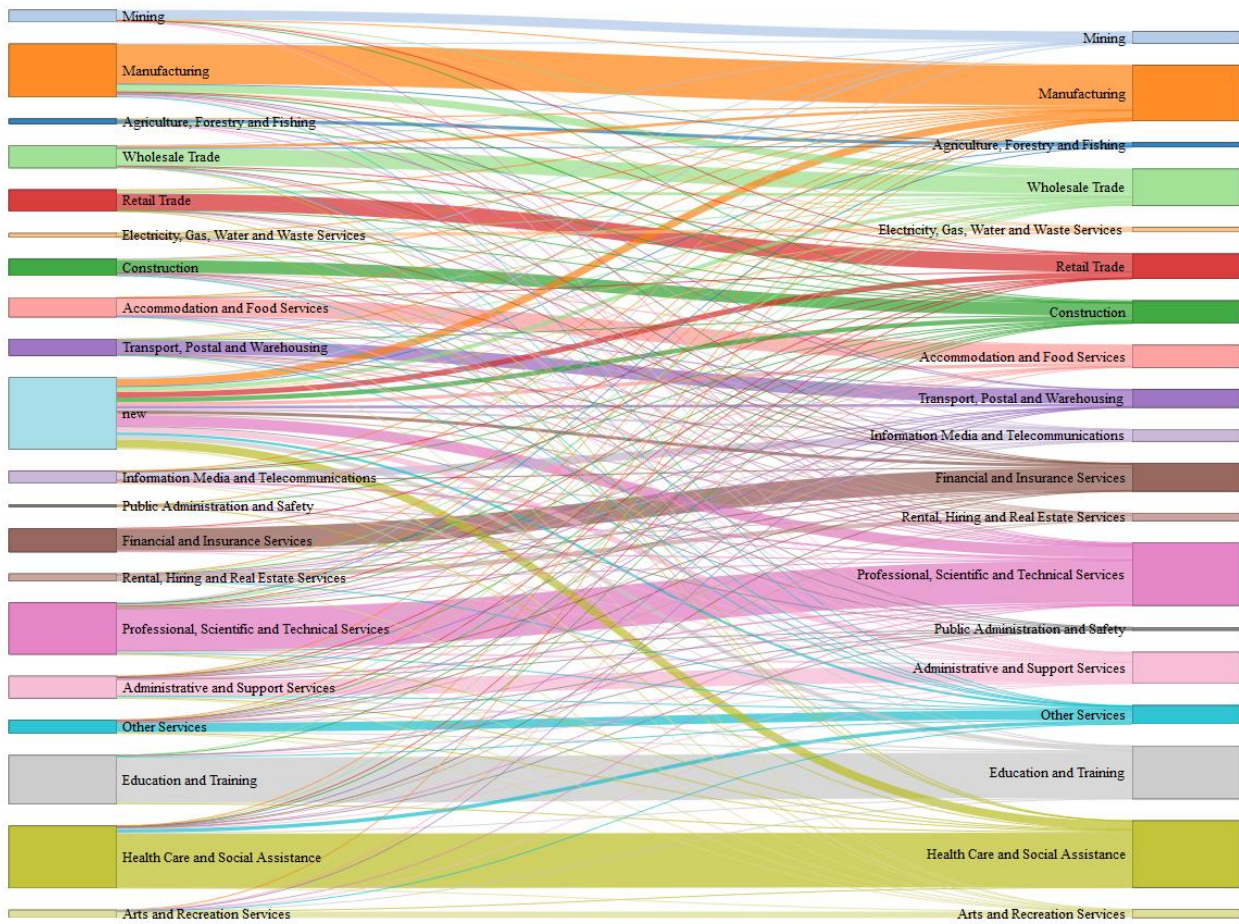 Mining
Manufacturing
Agriculture, Forestry and Fishing
Wholesale Trade
Retail Trade
Electricity, Gas, Water and Waste Services
Construction
Accommodation and Food Services
Transport, Postal and Warehousing
new
Information Media and Telecommunications
Public Administration and Safety
Financial and Insurance Services
Rental, Hiring and Real Estate Services
Professional, Scientific and Technical Services
Administrative and Support Services
Other Services
Education and Training
Health Care and Social Assistance
Arts and Recreation Services
Mining
Manufacturing
Agriculture, Forestry and Fishing
Wholesale Trade
Electricity, Gas, Water and Waste Services
Retail Trade
Construction
Accommodation and Food Services
Transport, Postal and Warehousing
Information Media and Telecommunications
Financial and Insurance Services
Rental, Hiring and Real Estate Services
Professional, Scientific and Technical Services
Public Administration and Safety
Administrative and Support Services
Other Services
Education and Training
Health Care and Social Assistance
Arts and Recreation Services